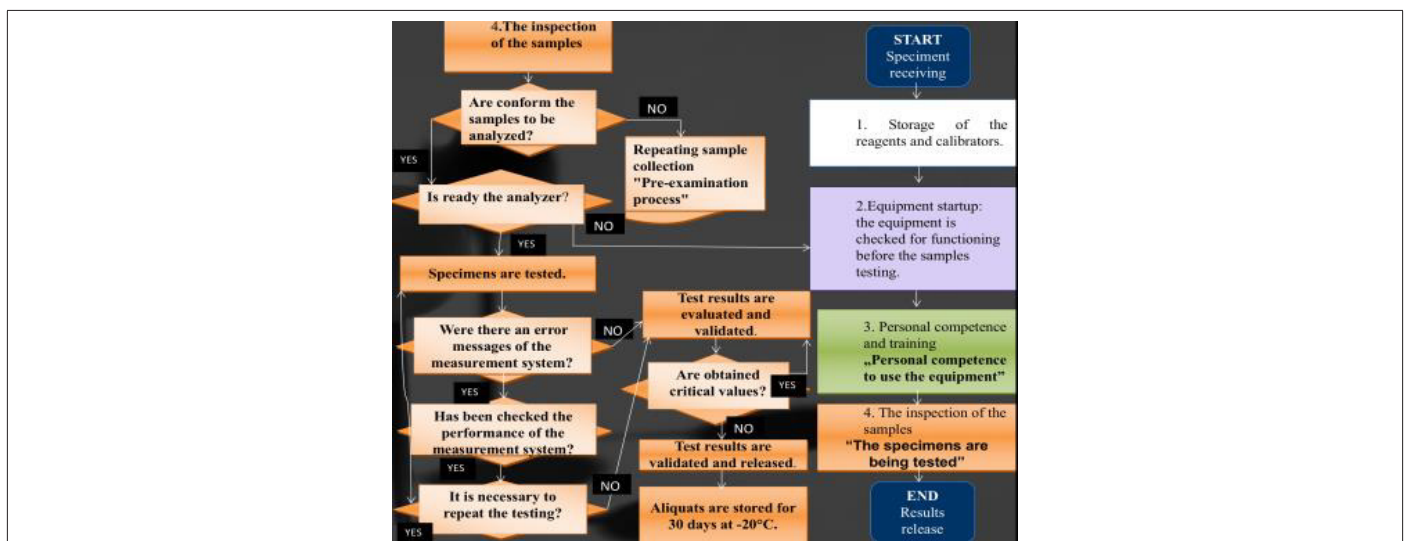 4.The inspection
of the samples
Are conform the
samples to be
analyzed?
NO
YES
Repeating sample
collection
"Pre-examination
process"
Is ready the analyzer?
NO
YES
Specimens are tested.
Were there an error
messages of the
measurement system?
NO
YES
Has been checked the
performance of the
measurement system?
YES
It is necessary to
repeat the testing?
NO
YES
Test results are
evaluated and
validated.
Are obtained
critical values?
YES
NO
Test results are
validated and released.
Aliquats are stored for
30 days at -20°C.
START
Speciment
receiving
1. Storage of the
reagents and calibrators.
2.Equipment startup:
the equipment is
checked for functioning
before the samples
testing.
3. Personal competence
and training
„Personal competence
to use the equipment”
4. The inspection of the
samples
“The specimens are
being tested”
END
Results
release